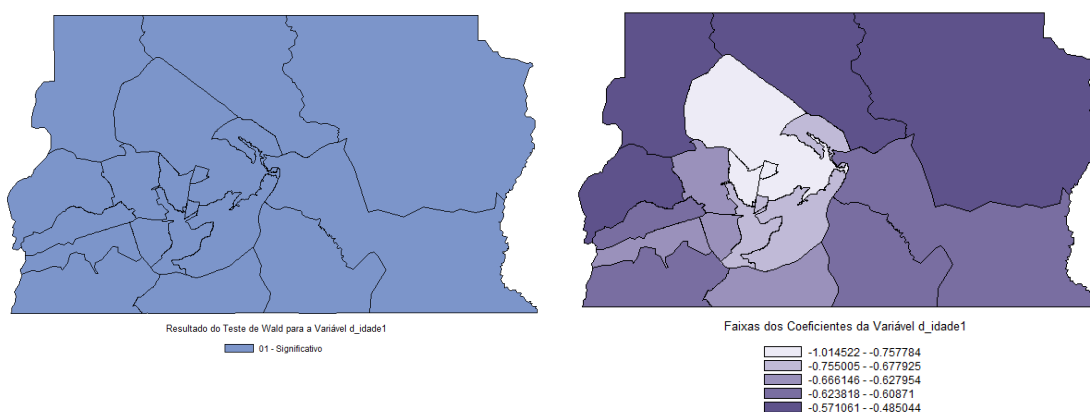 Resultado do Teste de Wald para a Variável d_idade1
01 - Significativo
Faixas dos Coeficientes da Variável d_idade1
-1.014522 - -0.757784
-0.755005 - -0.677925
-0.666146 - -0.627954
-0.623818 - -0.60871
-0.571061 - -0.485044